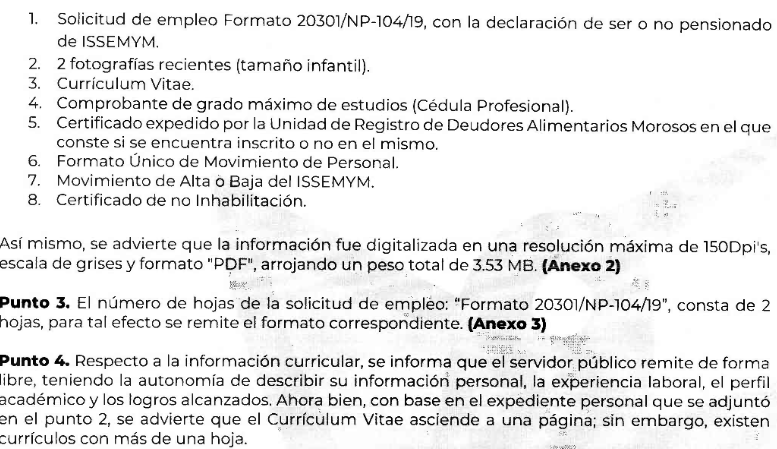 1. Solicitud de empleo Formato 20301/NP-104/19, con la declaración de ser o no pensionado
de ISSEMYM.
2. 2 fotografías recientes (tamaño infantil).
3. Currículum Vitae.
4. Comprobante de grado máximo de estudios (Cédula Profesional).
5. Certificado expedido por la Unidad de Registro de Deudores Alimentarios Morosos en el que
conste si se encuentra inscrito o no en el mismo.
6. Formato Único de Movimiento de Personal.
7. Movimiento de Alta o Baja del ISSEMYM.
8. Certificado de no Inhabilitación.
Así mismo, se advierte que la información fue digitalizada en una resolución máxima de 150Dpi's,
escala de grises y formato "PDF", arrojando un peso total de 3.53 MB. (Anexo 2)
Punto 3. El número de hojas de la solicitud de empleo: "Formato 20301/NP-104/19", consta de 2
hojas, para tal efecto se remite el formato correspondiente. (Anexo 3)
Punto 4. Respecto a la información curricular, se informa que el servidor público remite de forma
libre, teniendo la autonomía de describir su información personal, la experiencia laboral, el perfil
académico y los logros alcanzados. Ahora bien, con base en el expediente personal que se adjuntó
en el punto 2, se advierte que el Currículum Vitae asciende a una página; sin embargo, existen
currículos con más de una hoja.